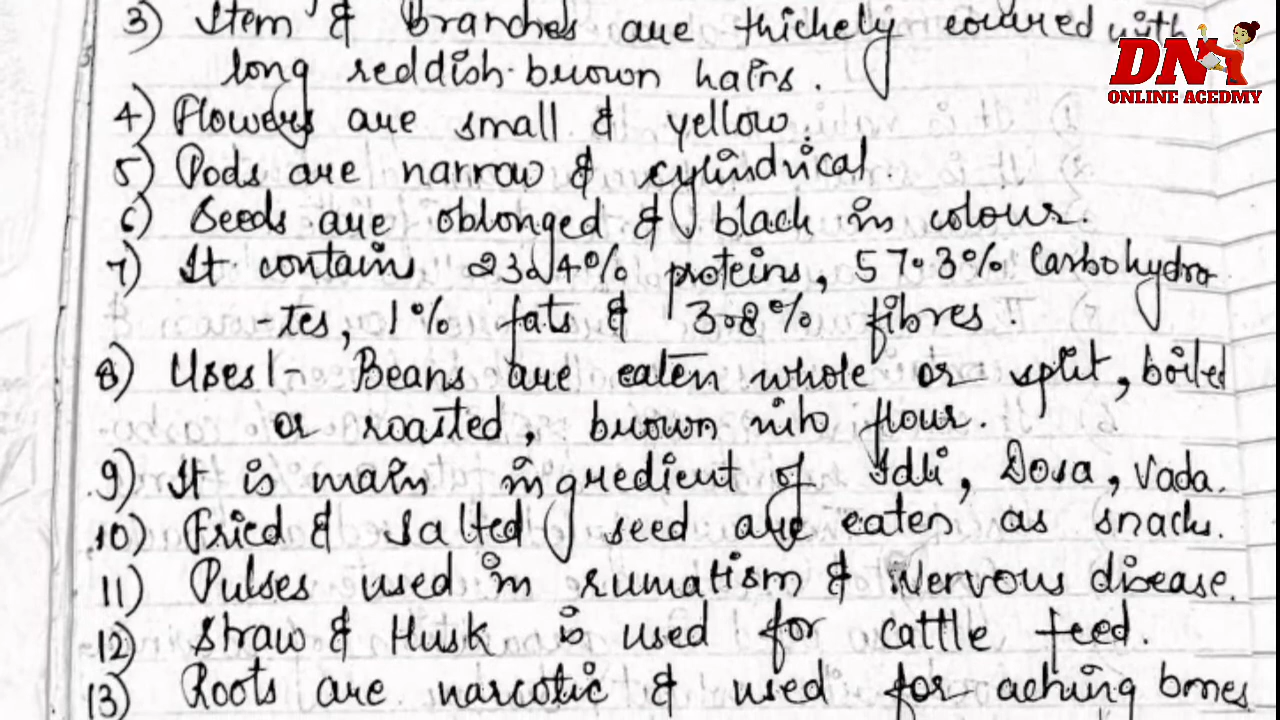 3) Stem & Branches are thickely coured with
long reddish-brown hairs.
DN
ONLINE ACEDMY
4) Flowers are small & yellow.
5) Pods are narrow & cylindrical.
6) Seeds are oblonged & black in colour.
7) It contain 23.4% proteins, 57.3% Carbohydro
-tes, 1% fats & 3.8% fibres.
8) Uses!- Beans are eaten whole or split, boiled
or roasted, brown into flour.
9) It is main ingredient of Idli, Dosa, Vada.
10) Fried & salted seed are eaten as snacks.
11) Pulses used in rumatism & Nervous disease.
12) Straw & Husk is used for cattle feed.
13) Roots are narcotic & used for aching bones